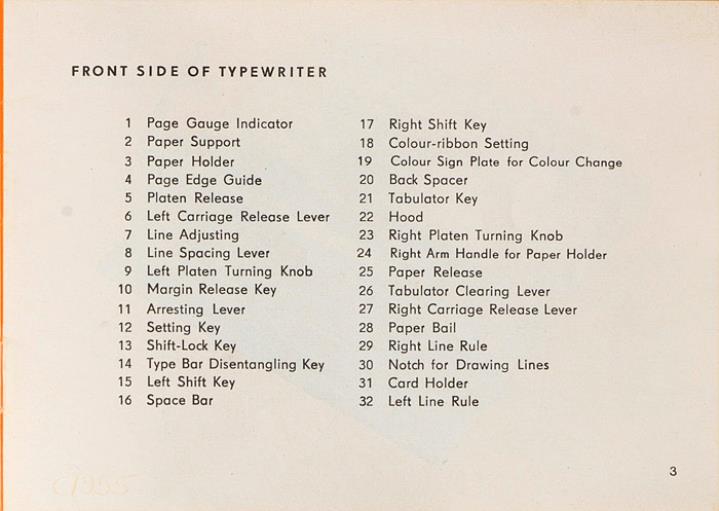 FRONT SIDE OF TYPEWRITER
1 Page Gauge Indicator
2 Paper Support
3 Paper Holder
4 Page Edge Guide
5 Platen Release
6 Left Carriage Release Lever
7 Line Adjusting
8 Line Spacing Lever
9 Left Platen Turning Knob
10 Margin Release Key
11 Arresting Lever
12 Setting Key
13 Shift-Lock Key
14 Type Bar Disentangling Key
15 Left Shift Key
16 Space Bar
17 Right Shift Key
18 Colour-ribbon Setting
19 Colour Sign Plate for Colour Change
20 Back Spacer
21 Tabulator Key
22 Hood
23 Right Platen Turning Knob
24 Right Arm Handle for Paper Holder
25 Paper Release
26 Tabulator Clearing Lever
27 Right Carriage Release Lever
28 Paper Bail
29 Right Line Rule
30 Notch for Drawing Lines
31 Card Holder
32 Left Line Rule
3
c1955